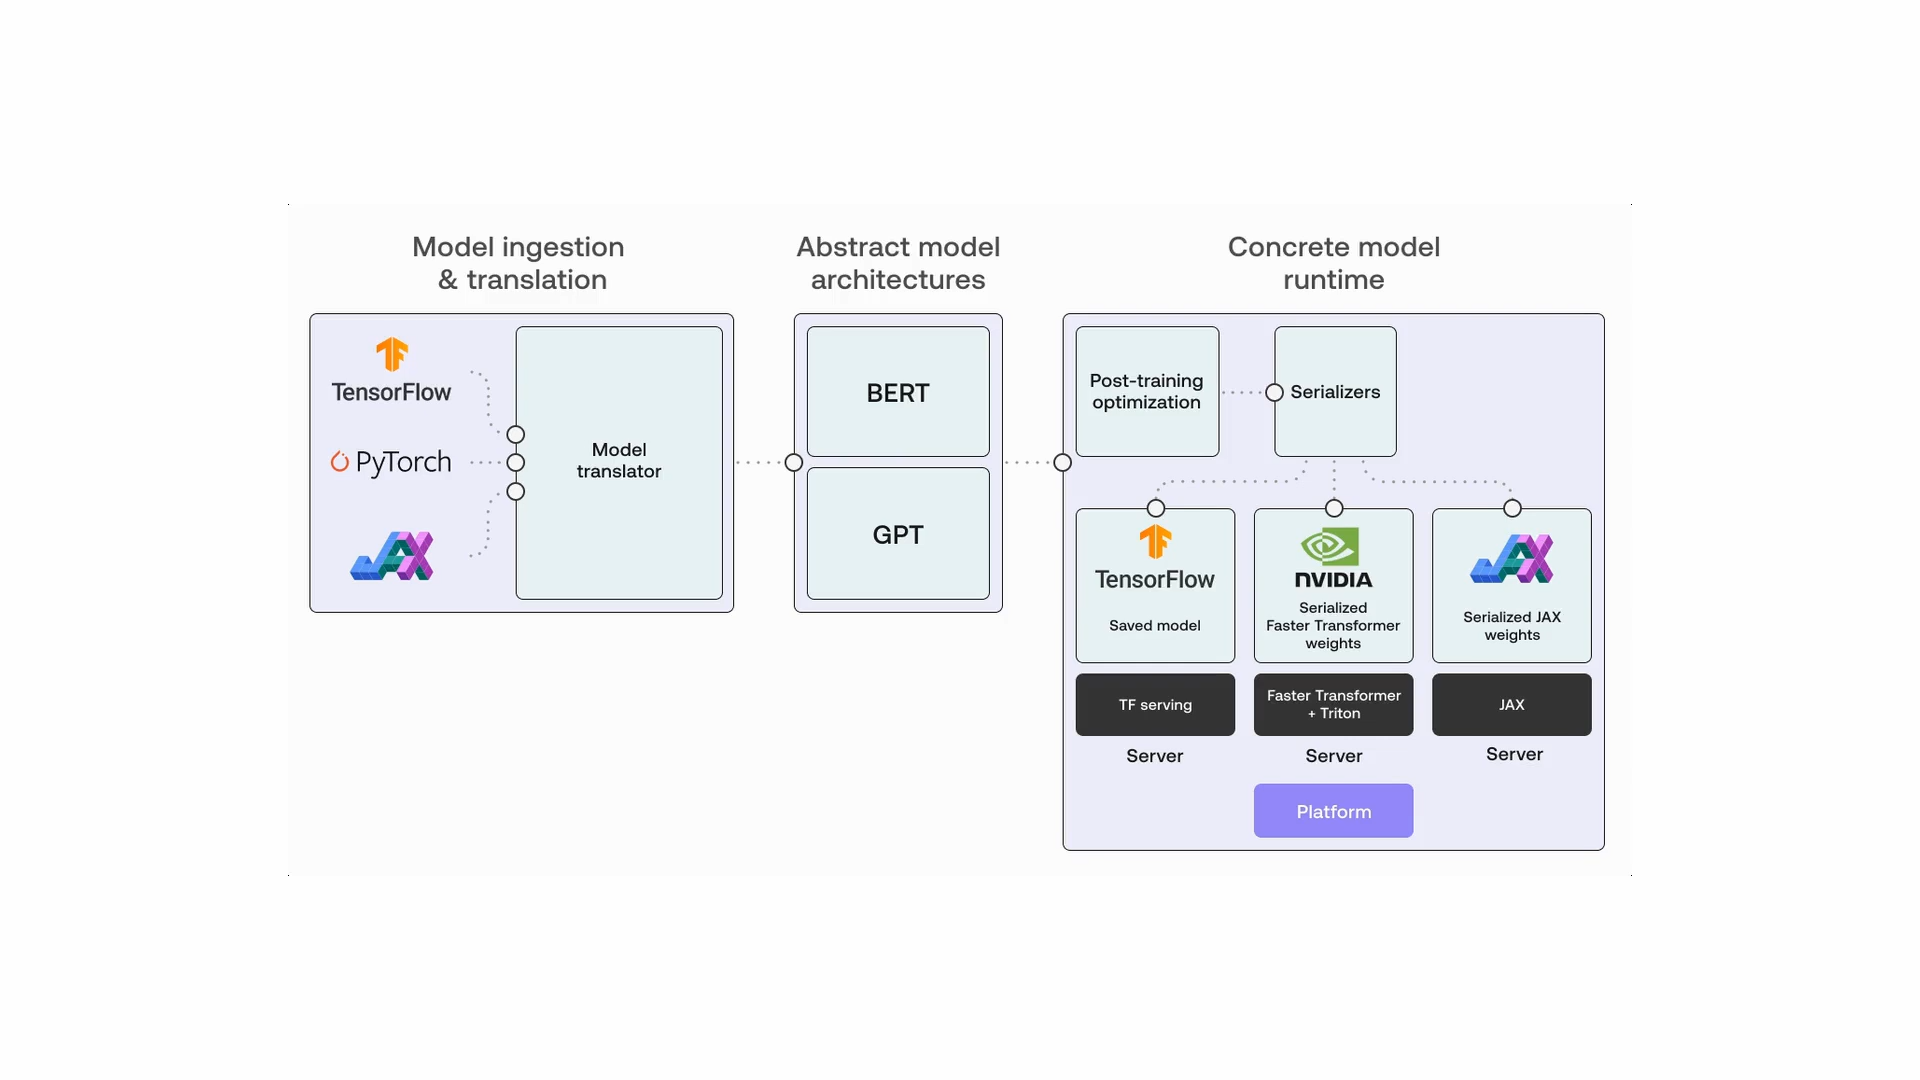 Model ingestion
& translation
TensorFlow
PyTorch
JAX
Model
translator
Abstract model
architectures
BERT
GPT
Concrete model
runtime
Post-training
optimization
Serializers
TensorFlow
Saved model
NVIDIA
Serialized
Faster Transformer
weights
JAX
Serialized JAX
weights
TF serving
Server
Faster Transformer
+ Triton
Server
JAX
Server
Platform